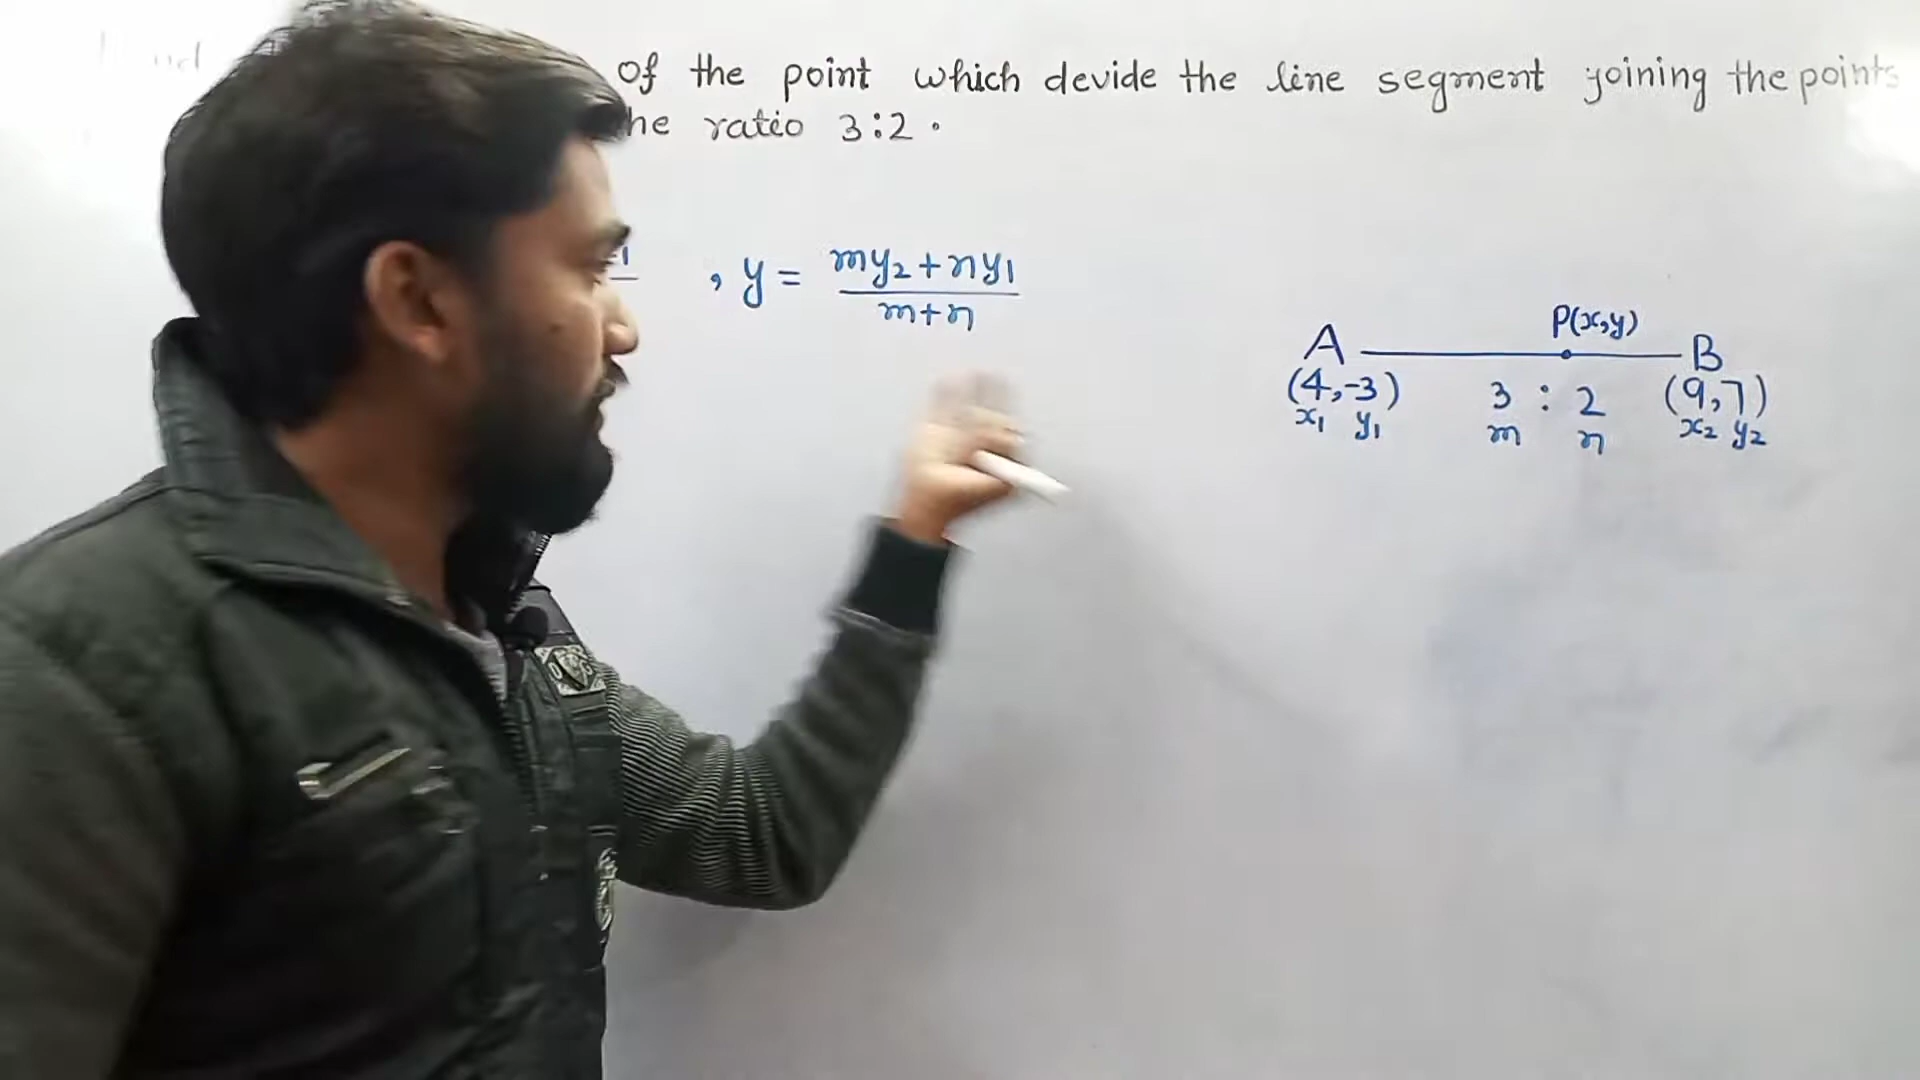 of the point which devide the line segment joining the points
he ratio 3:2.
, y = my₂+ny₁
m+n
P(x,y)
A B
(4,-3) 3 : 2 (9,7)
x₁ y₁ m n x₂ y₂